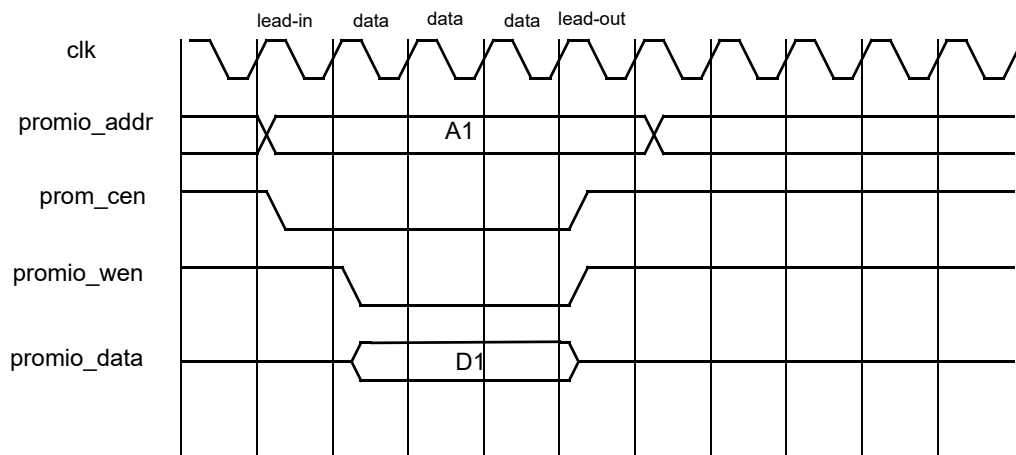 lead-in data data data lead-out
clk
promio_addr
A1
prom_cen
promio_wen
promio_data
D1